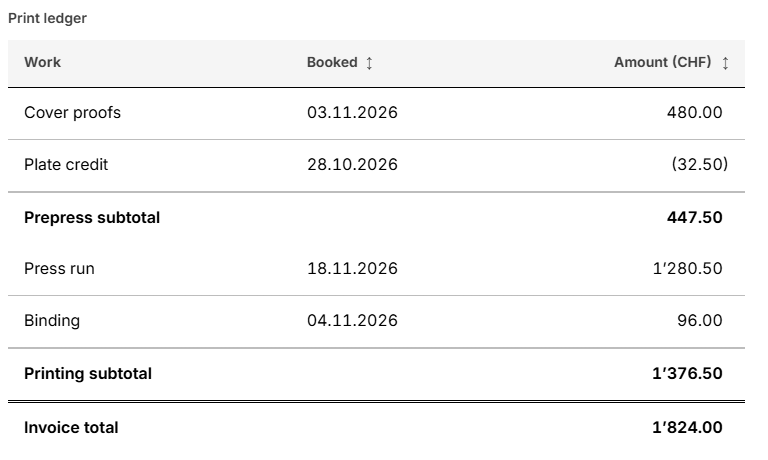 Print ledger
Work Booked ↕ Amount (CHF) ↕
Cover proofs 03.11.2026 480.00
Plate credit 28.10.2026 (32.50)
Prepress subtotal 447.50
Press run 18.11.2026 1’280.50
Binding 04.11.2026 96.00
Printing subtotal 1’376.50
Invoice total 1’824.00